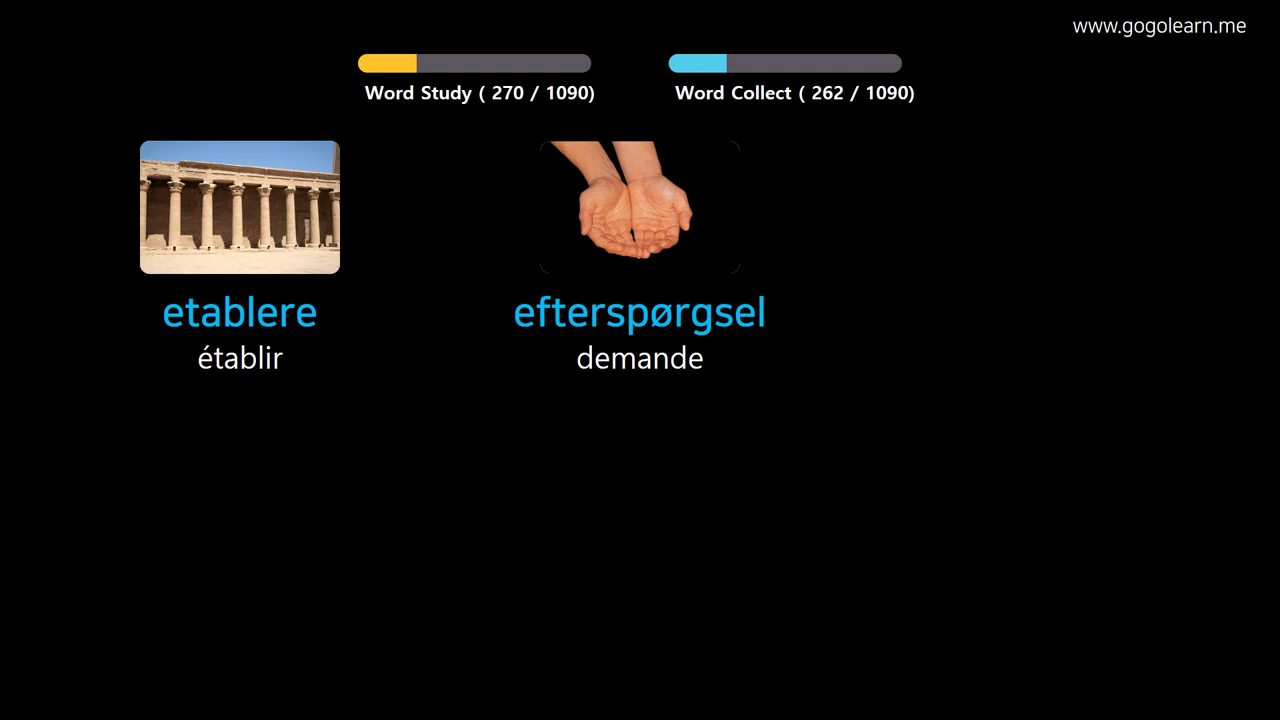 www.gogolearn.me
Word Study ( 270 / 1090)
Word Collect ( 262 / 1090)
etablere
établir
efterspørgsel
demande